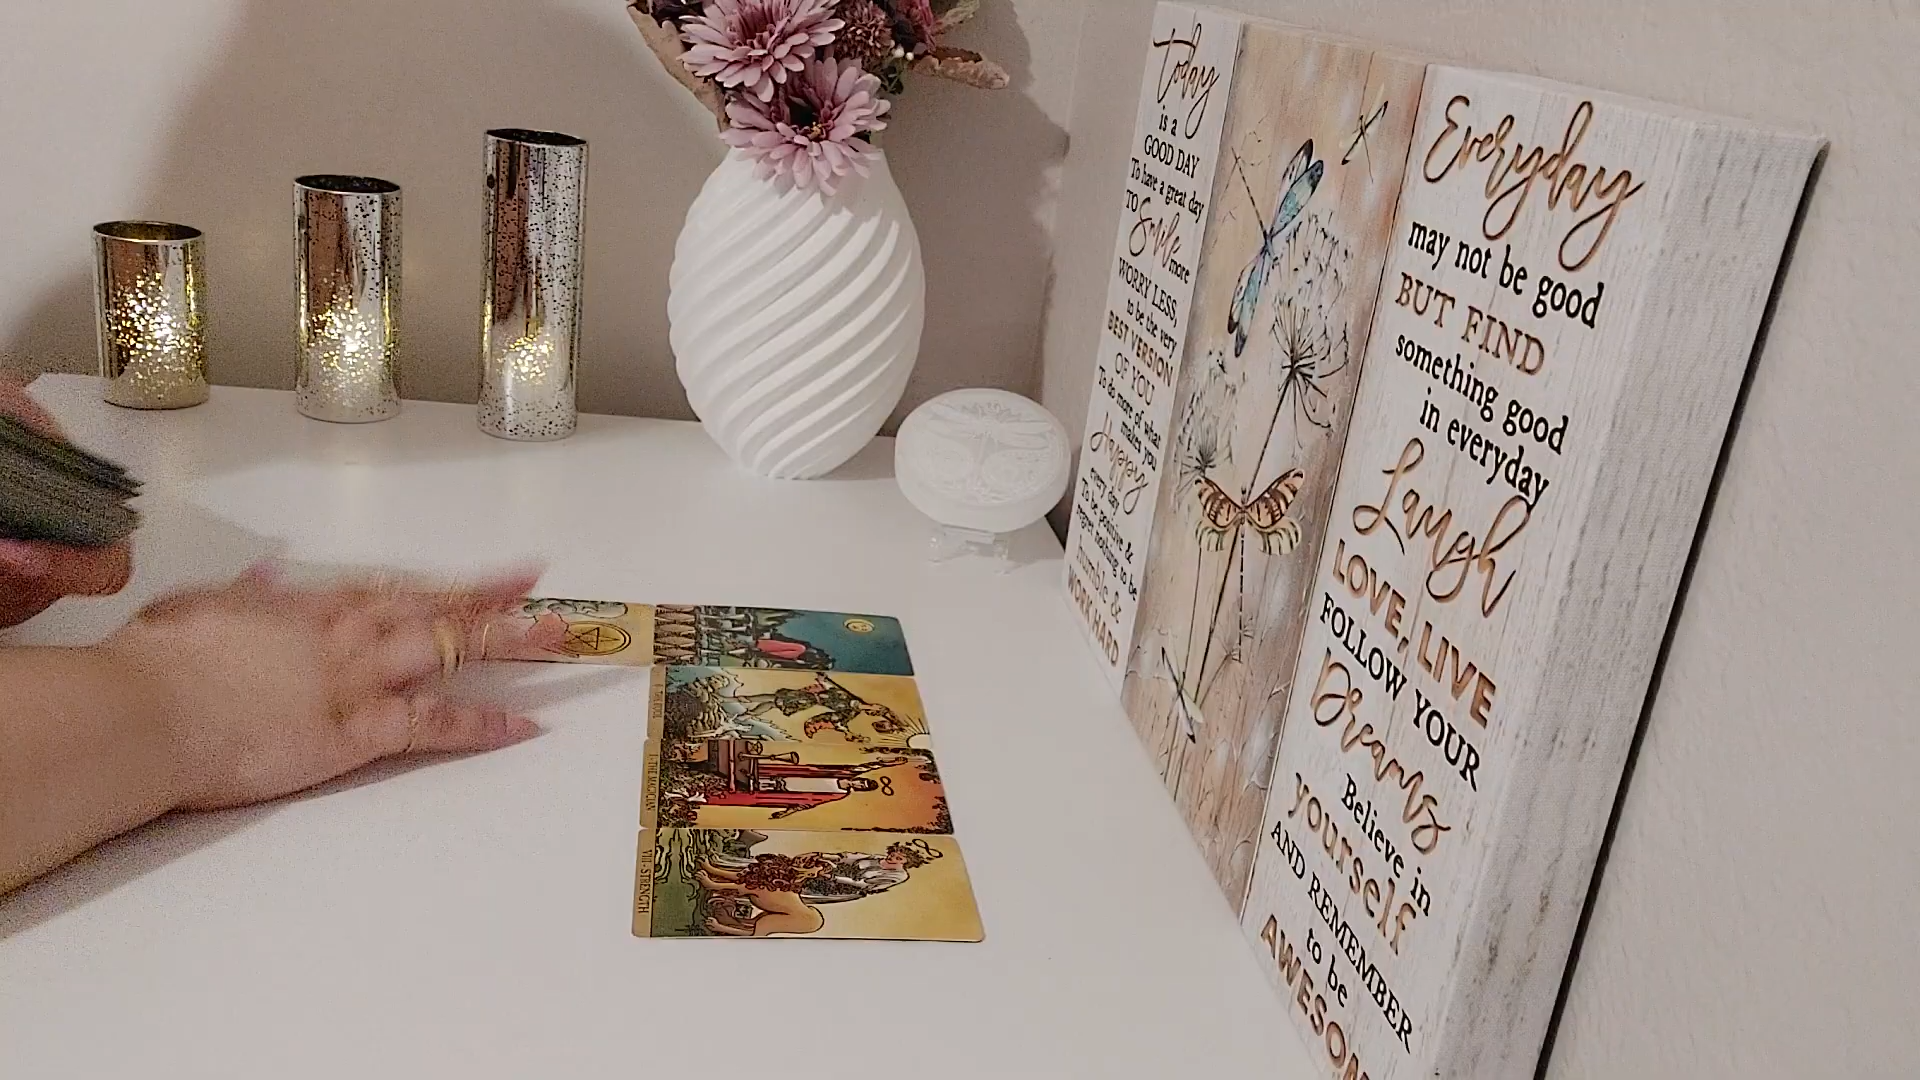 today
is a
GOOD DAY
To have a great day
TO Smile more
WORRY LESS,
to be the very
BEST VERSION
OF YOU
To do more of what
makes you
Happy
every day
To be positive &
regret nothing to be
humble &
WORK HARD
Everyday
may not be good
BUT FIND
something good
in everyday
Laugh
LOVE, LIVE
FOLLOW YOUR
Dreams
Believe in
yourself
AND REMEMBER
to be
AWESOM
I - THE MAGICIAN
VIII - STRENGTH